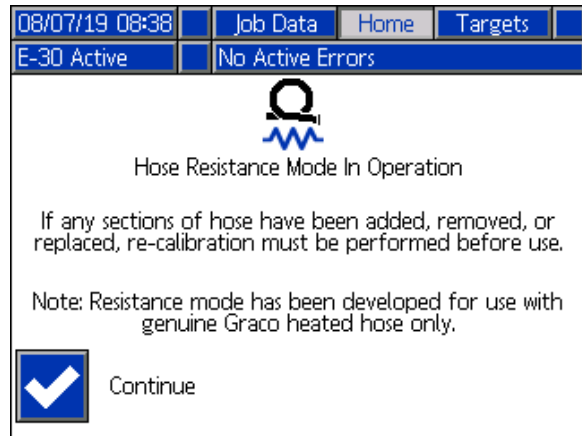 08/07/19 08:38 Job Data Home Targets
E-30 Active No Active Errors
Hose Resistance Mode In Operation
If any sections of hose have been added, removed, or
replaced, re-calibration must be performed before use.
Note: Resistance mode has been developed for use with
genuine Graco heated hose only.
Continue